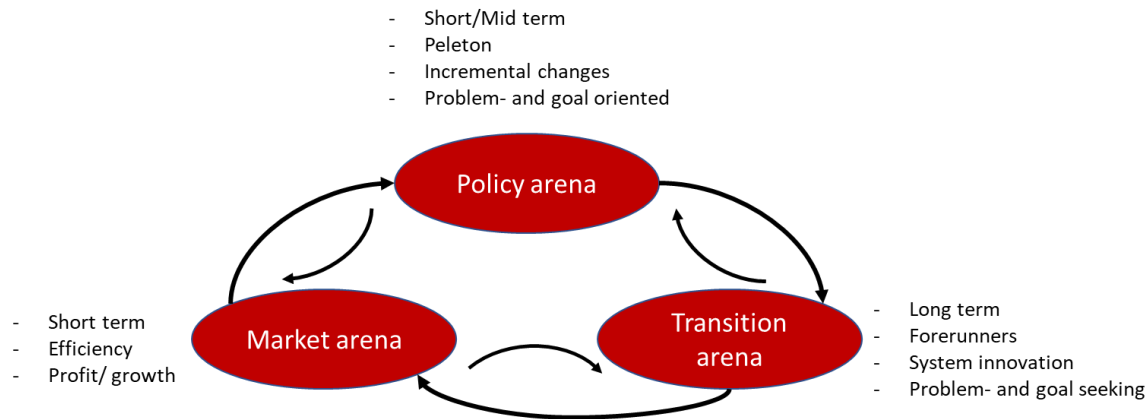 - Short/Mid term
- Peleton
- Incremental changes
- Problem- and goal oriented
Policy arena
Market arena
Transition
arena
- Short term
- Efficiency
- Profit/ growth
- Long term
- Forerunners
- System innovation
- Problem- and goal seeking